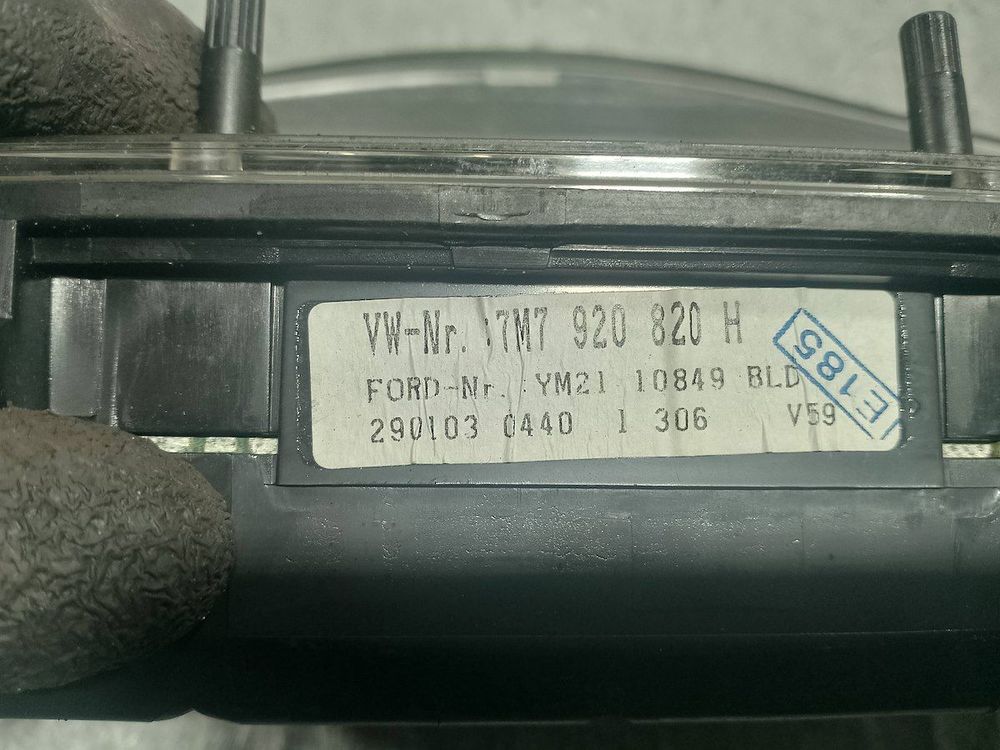 VW-Nr. 7M7 920 820 H
FORD-Nr. YM21 10849 BLD
290103 0440 1 306 V59
E185